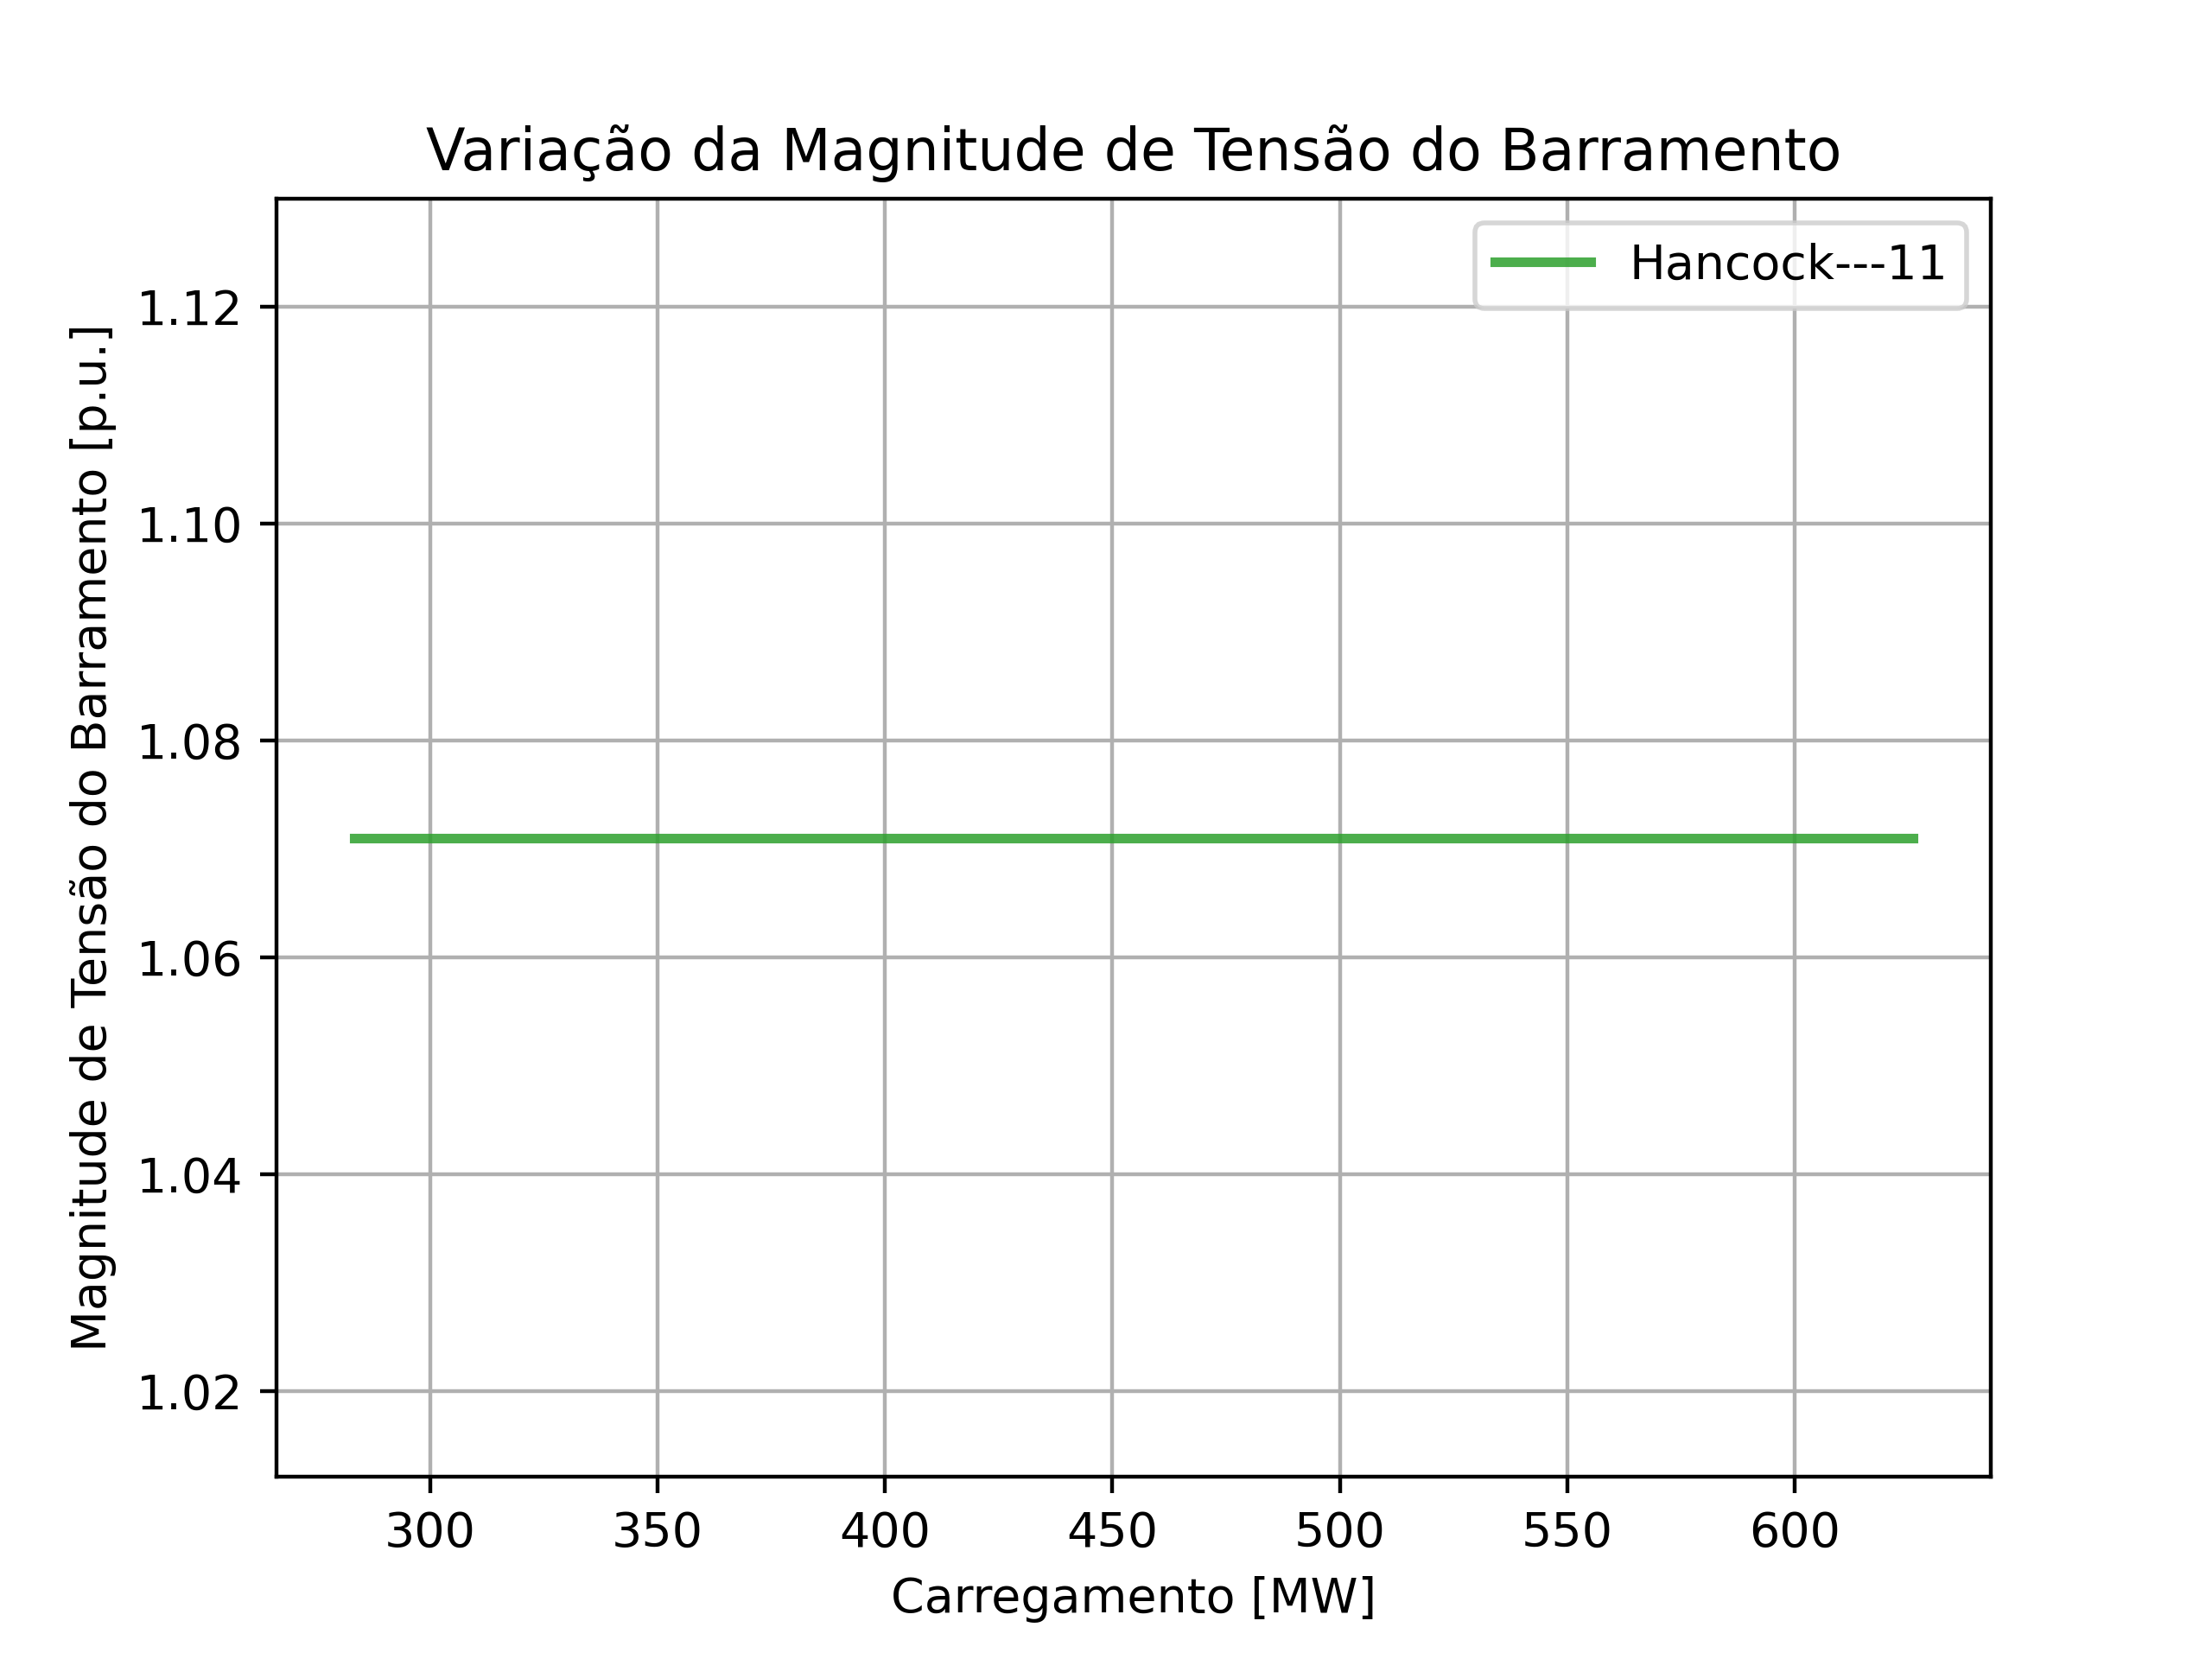 Variação da Magnitude de Tensão do Barramento
Hancock---11
Magnitude de Tensão do Barramento [p.u.]
1.12
1.10
1.08
1.06
1.04
1.02
300 350 400 450 500 550 600
Carregamento [MW]